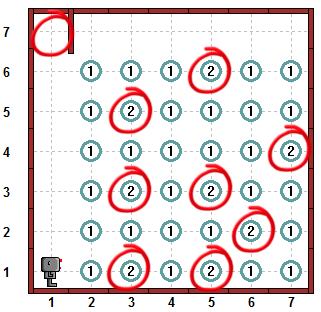 7
6 1 1 1 2 1 1
5 1 2 1 1 1 1
4 1 1 1 1 1 2
3 1 2 1 2 1 1
2 1 1 1 1 2 1
1 1 2 1 2 1 1
1 2 3 4 5 6 7